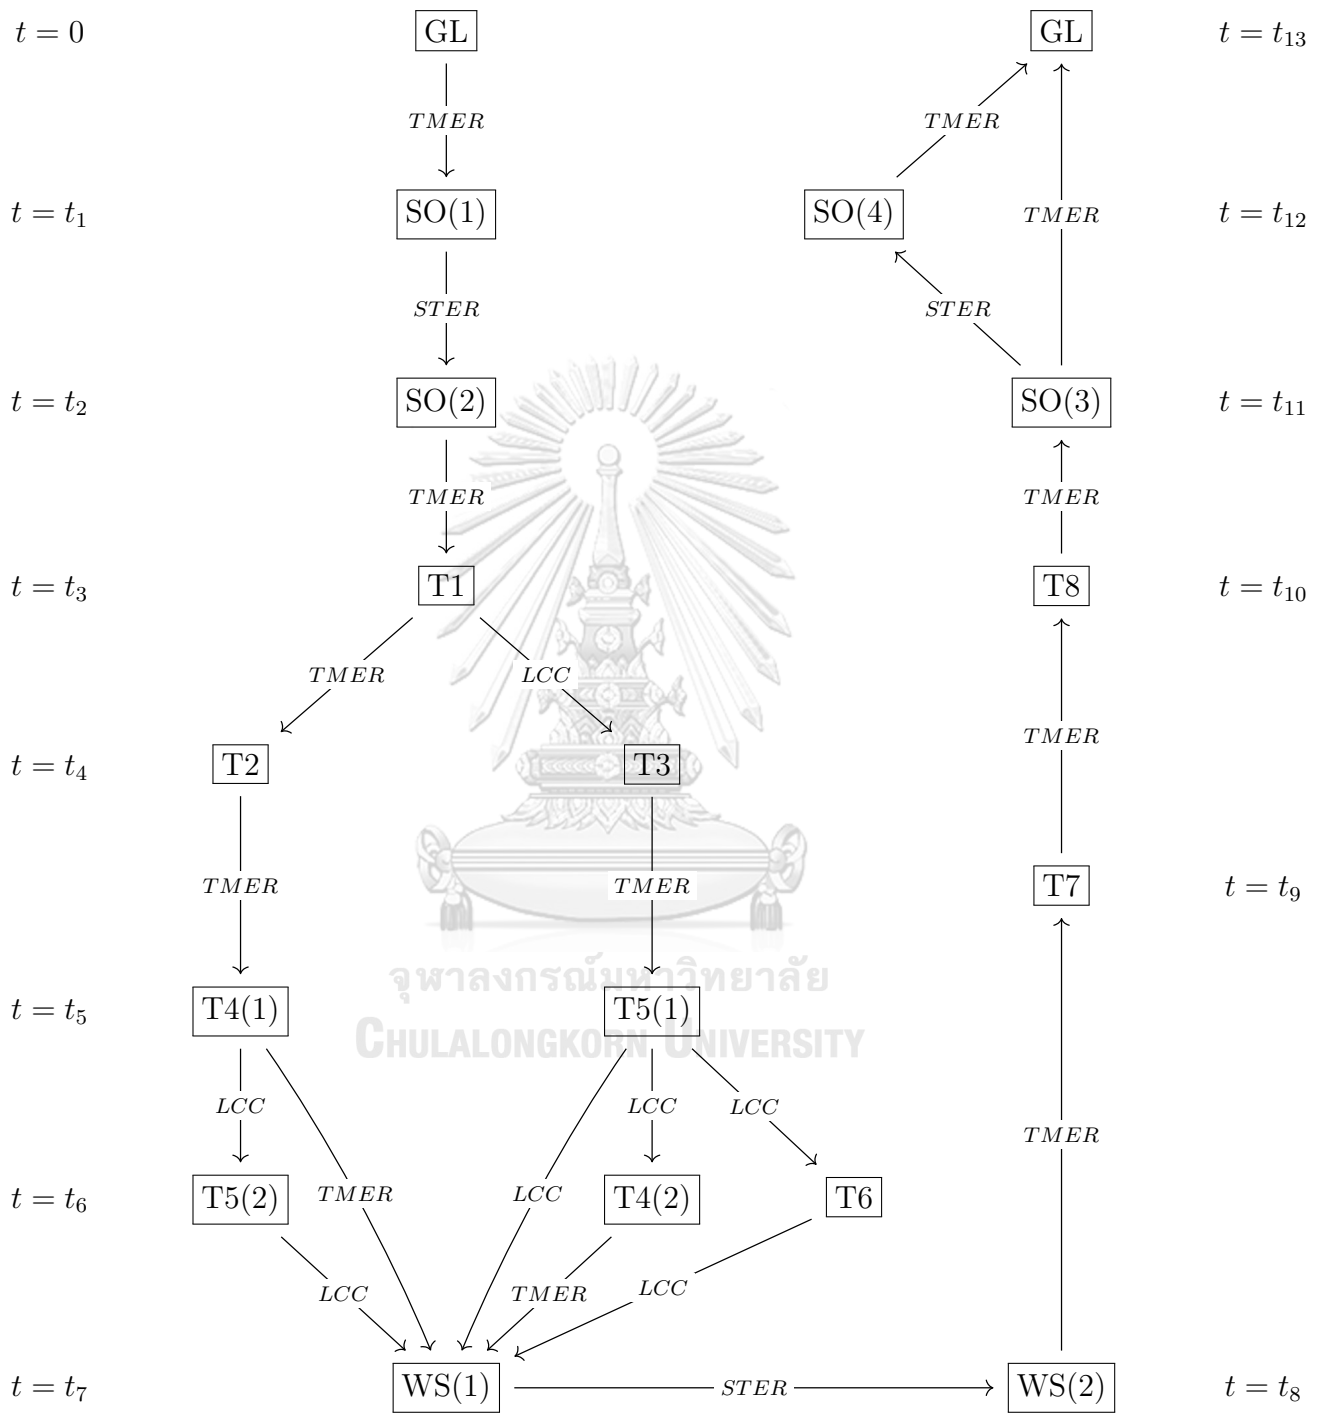 t = 0 GL GL t = t₁₃
TMER TMER
t = t₁ SO(1) SO(4) TMER t = t₁₂
STER STER
t = t₂ SO(2) SO(3) t = t₁₁
TMER TMER
t = t₃ T1 T8 t = t₁₀
TMER LCC
t = t₄ T2 T3 TMER
TMER TMER T7 t = t₉
จุฬาลงกรณ์มหาวิทยาลัย
t = t₅ T4(1) T5(1)
CHULALONGKORN UNIVERSITY
LCC LCC LCC TMER
t = t₆ T5(2) TMER LCC T4(2) T6
LCC TMER LCC
t = t₇ WS(1) STER WS(2) t = t₈